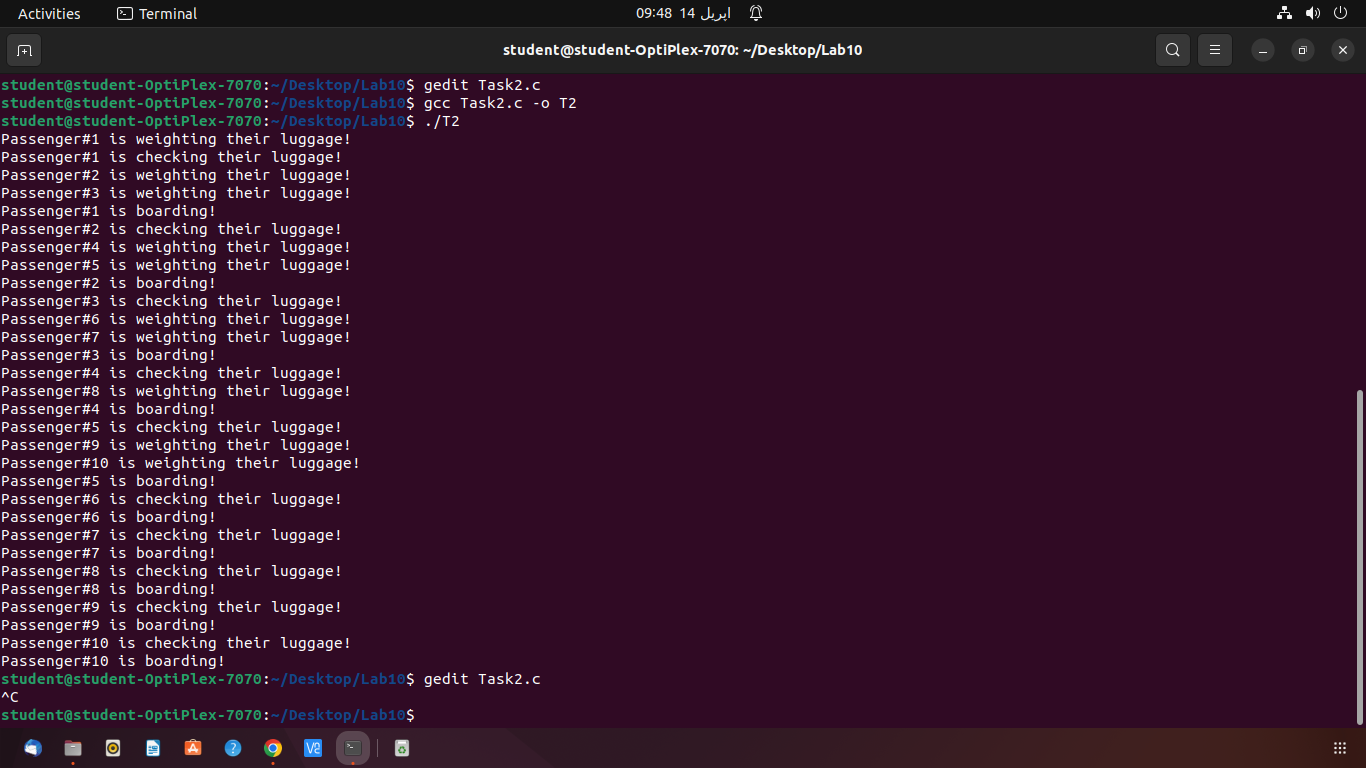 Activities Terminal 09:48 14 اپریل
student@student-OptiPlex-7070: ~/Desktop/Lab10
student@student-OptiPlex-7070:~/Desktop/Lab10$ gedit Task2.c
student@student-OptiPlex-7070:~/Desktop/Lab10$ gcc Task2.c -o T2
student@student-OptiPlex-7070:~/Desktop/Lab10$ ./T2
Passenger#1 is weighting their luggage!
Passenger#1 is checking their luggage!
Passenger#2 is weighting their luggage!
Passenger#3 is weighting their luggage!
Passenger#1 is boarding!
Passenger#2 is checking their luggage!
Passenger#4 is weighting their luggage!
Passenger#5 is weighting their luggage!
Passenger#2 is boarding!
Passenger#3 is checking their luggage!
Passenger#6 is weighting their luggage!
Passenger#7 is weighting their luggage!
Passenger#3 is boarding!
Passenger#4 is checking their luggage!
Passenger#8 is weighting their luggage!
Passenger#4 is boarding!
Passenger#5 is checking their luggage!
Passenger#9 is weighting their luggage!
Passenger#10 is weighting their luggage!
Passenger#5 is boarding!
Passenger#6 is checking their luggage!
Passenger#6 is boarding!
Passenger#7 is checking their luggage!
Passenger#7 is boarding!
Passenger#8 is checking their luggage!
Passenger#8 is boarding!
Passenger#9 is checking their luggage!
Passenger#9 is boarding!
Passenger#10 is checking their luggage!
Passenger#10 is boarding!
student@student-OptiPlex-7070:~/Desktop/Lab10$ gedit Task2.c
^C
student@student-OptiPlex-7070:~/Desktop/Lab10$